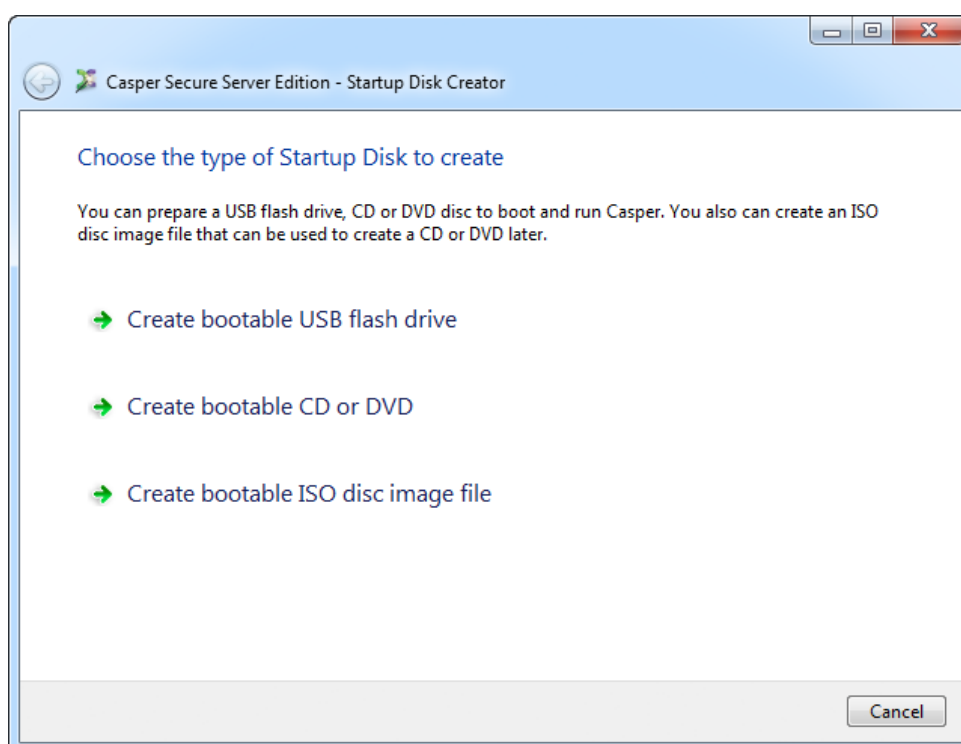 Casper Secure Server Edition - Startup Disk Creator
Choose the type of Startup Disk to create
You can prepare a USB flash drive, CD or DVD disc to boot and run Casper. You also can create an ISO
disc image file that can be used to create a CD or DVD later.
Create bootable USB flash drive
Create bootable CD or DVD
Create bootable ISO disc image file
Cancel